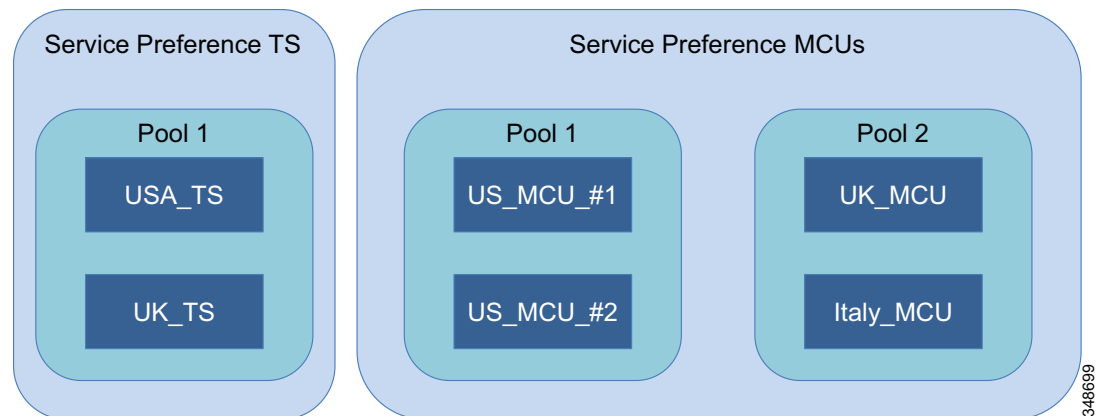 Service Preference TS
Pool 1
USA_TS
UK_TS
Service Preference MCUs
Pool 1
US_MCU_#1
US_MCU_#2
Pool 2
UK_MCU
Italy_MCU
348699